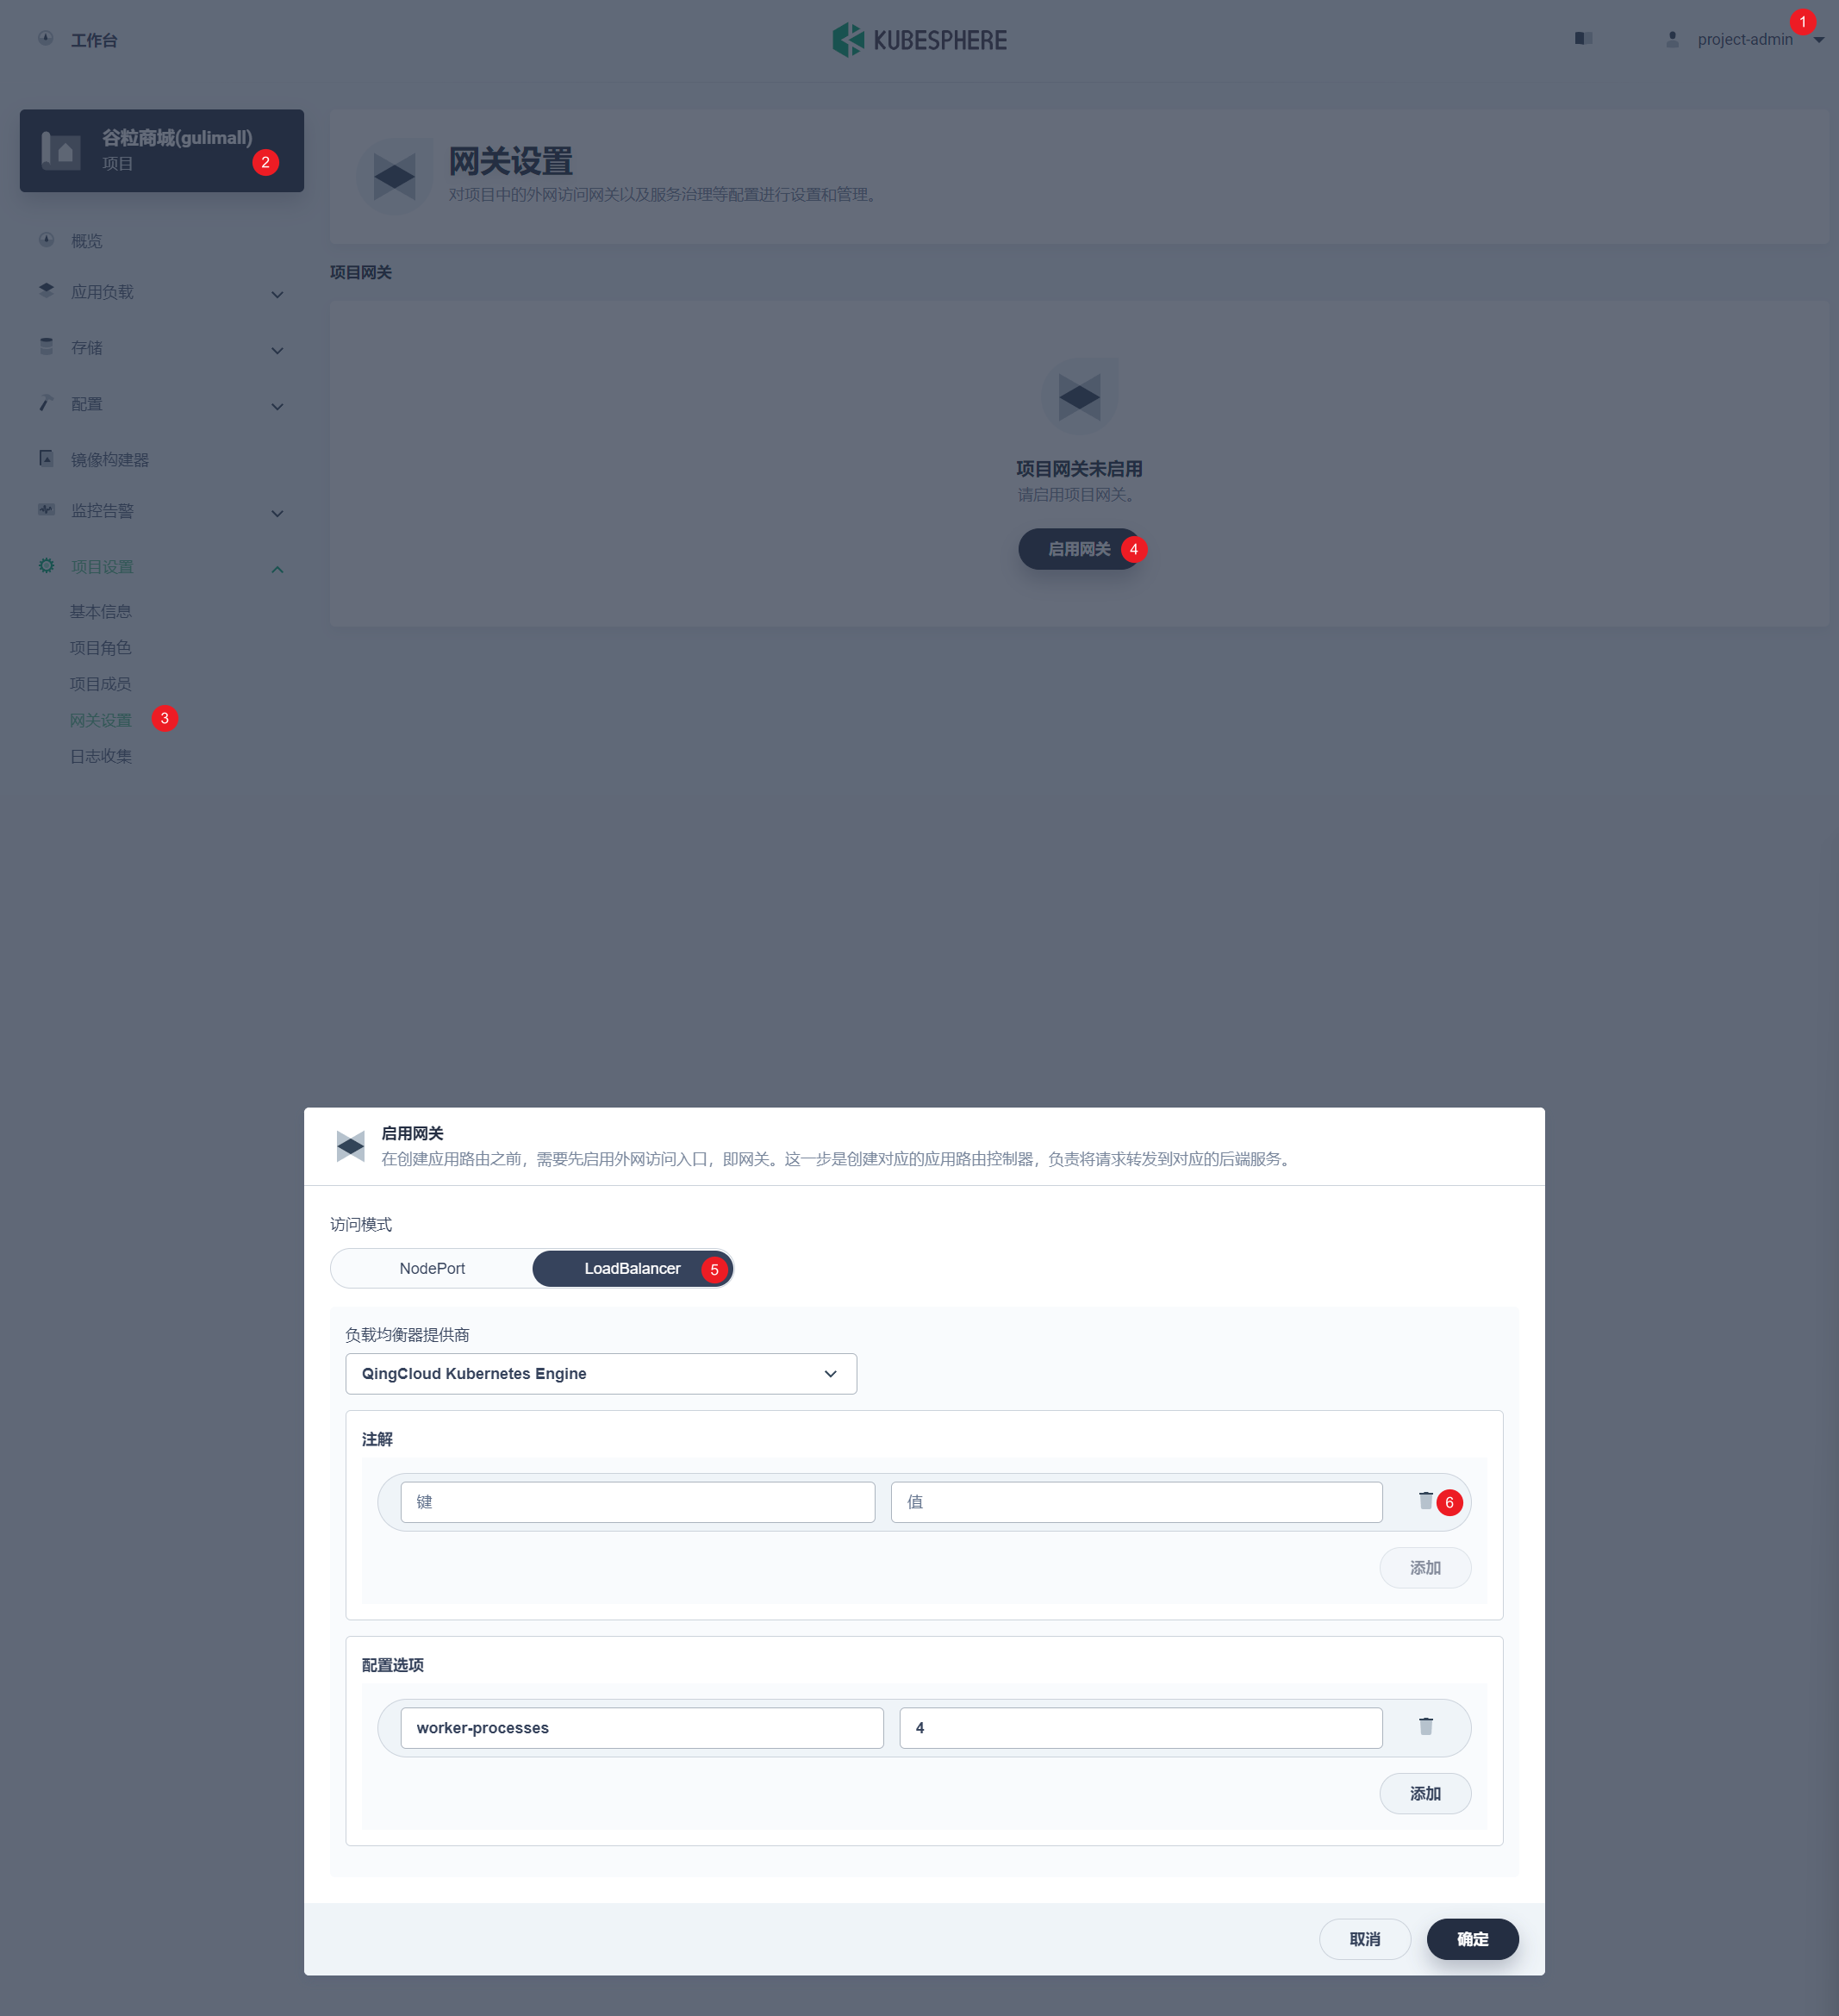 工作台
KUBESPHERE
project-admin
1
谷粒商城(gulimall)
项目
2
概览
应用负载
存储
配置
镜像构建器
监控告警
项目设置
基本信息
项目角色
项目成员
网关设置
3
日志收集
网关设置
对项目中的外网访问网关以及服务治理等配置进行设置和管理。
项目网关
项目网关未启用
请启用项目网关。
启用网关
4
启用网关
在创建应用路由之前，需要先启用外网访问入口，即网关。这一步是创建对应的应用路由控制器，负责将请求转发到对应的后端服务。
访问模式
NodePort
LoadBalancer
5
负载均衡器提供商
QingCloud Kubernetes Engine
注解
键
值
6
添加
配置选项
worker-processes
4
添加
取消
确定